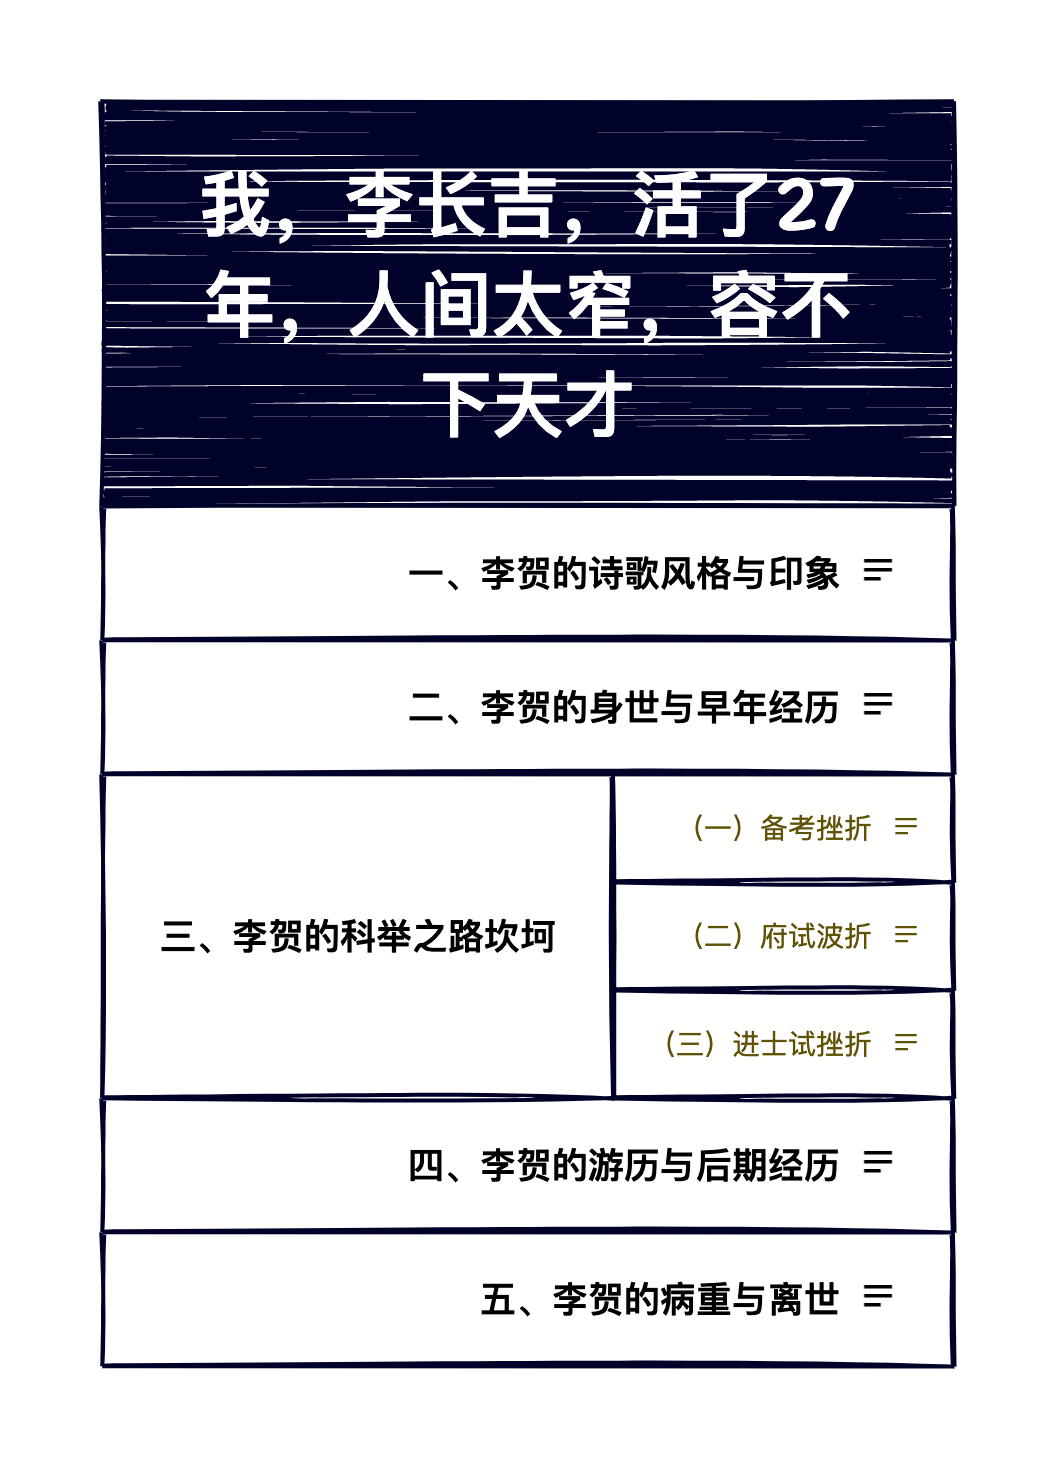 我，李长吉，活了27
年，人间太窄，容不
下天才
一、李贺的诗歌风格与印象
二、李贺的身世与早年经历
三、李贺的科举之路坎坷
（一）备考挫折
（二）府试波折
（三）进士试挫折
四、李贺的游历与后期经历
五、李贺的病重与离世